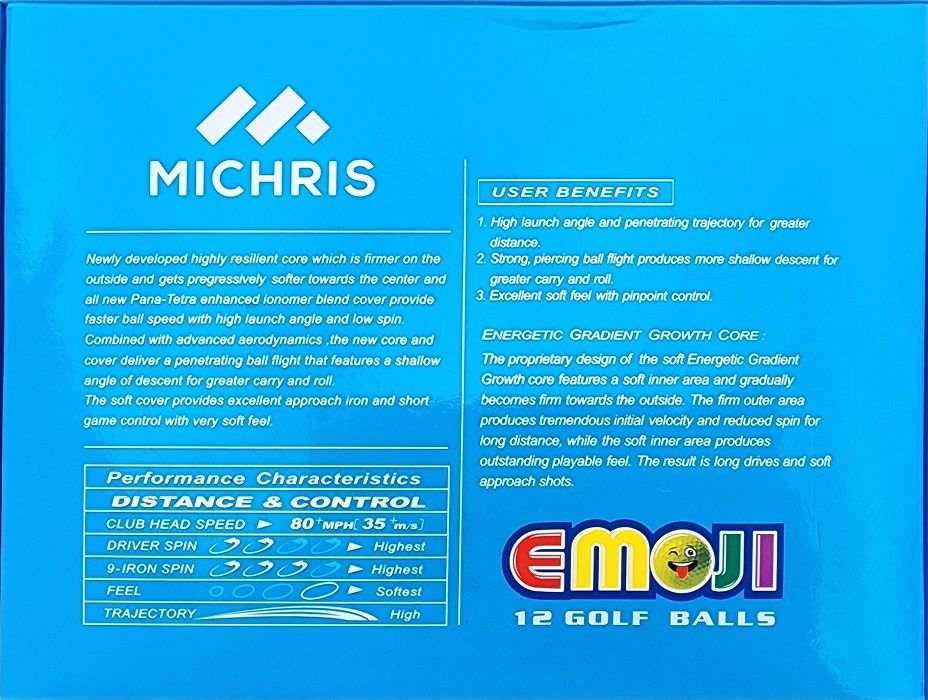 MICHRIS
Newly developed highly resilient core which is firmer on the
outside and gets pregressively softer towards the center and
all new Pana-Tetra enhanced lonomer blend cover provide
faster ball speed with high launch angle and low spin.
Combined with advanced aerodynamics ,the new core and
cover deliver a penetrating ball flight that features a shallow
angle of descent for greater carry and roll.
The soft cover provides excellent approach iron and short
game control with very soft feel.
Performance Characteristics
DISTANCE & CONTROL
CLUB HEAD SPEED ► 80+MPH[ 35 +m/s]
DRIVER SPIN ► Highest
9-IRON SPIN ► Highest
FEEL ► Softest
TRAJECTORY High
USER BENEFITS
1. High launch angle and penetrating trajectory for greater
distance.
2. Strong, piercing ball flight produces more shallow descent for
greater carry and roll.
3. Excellent soft feel with pinpoint control.
ENERGETIC GRADIENT GROWTH CORE :
The proprietary design of the soft Energetic Gradient
Growth core features a soft inner area and gradually
becomes firm towards the outside. The firm outer area
produces tremendous initial velocity and reduced spin for
long distance, while the soft inner area produces
outstanding playable feel. The result is long drives and soft
approach shots.
EMOJI
12 GOLF BALLS